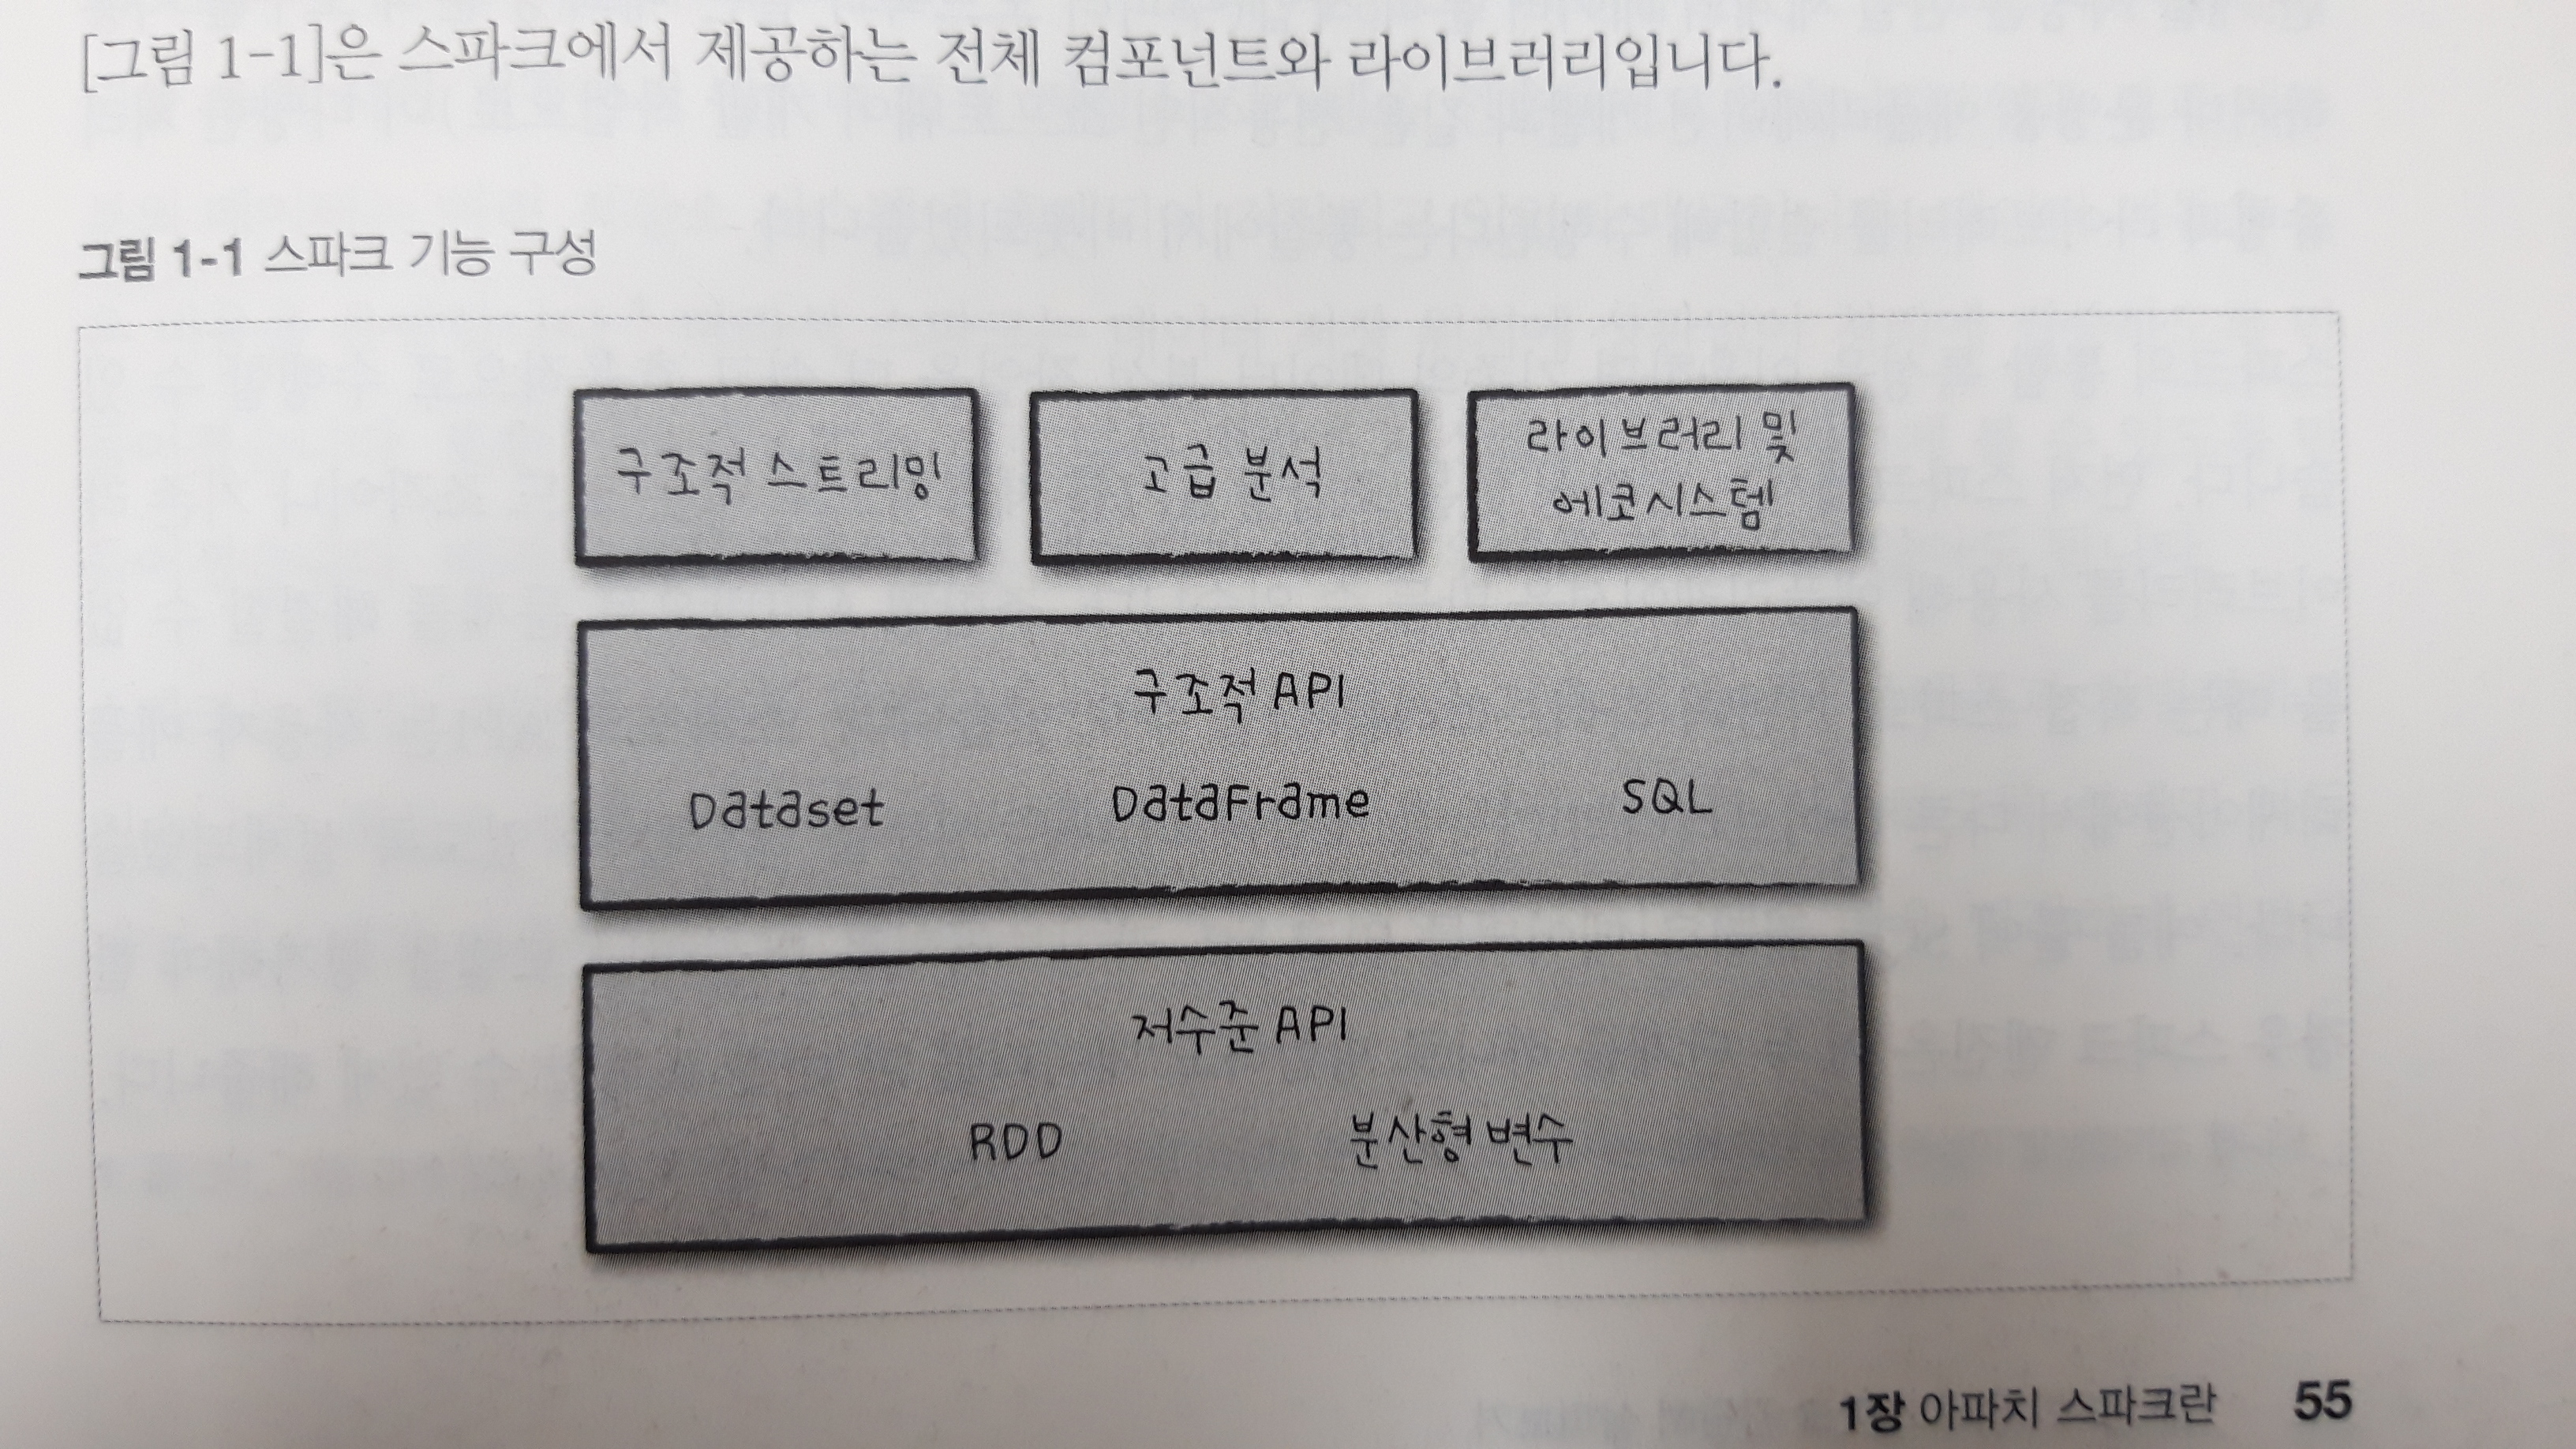 [그림 1-1]은 스파크에서 제공하는 전체 컴포넌트와 라이브러리입니다.
그림 1-1 스파크 기능 구성
구조적 스트리밍
고급 분석
라이브러리 및
에코시스템
구조적 API
Dataset DataFrame SQL
저수준 API
RDD 분산형 변수
1장 아파치 스파크란 55